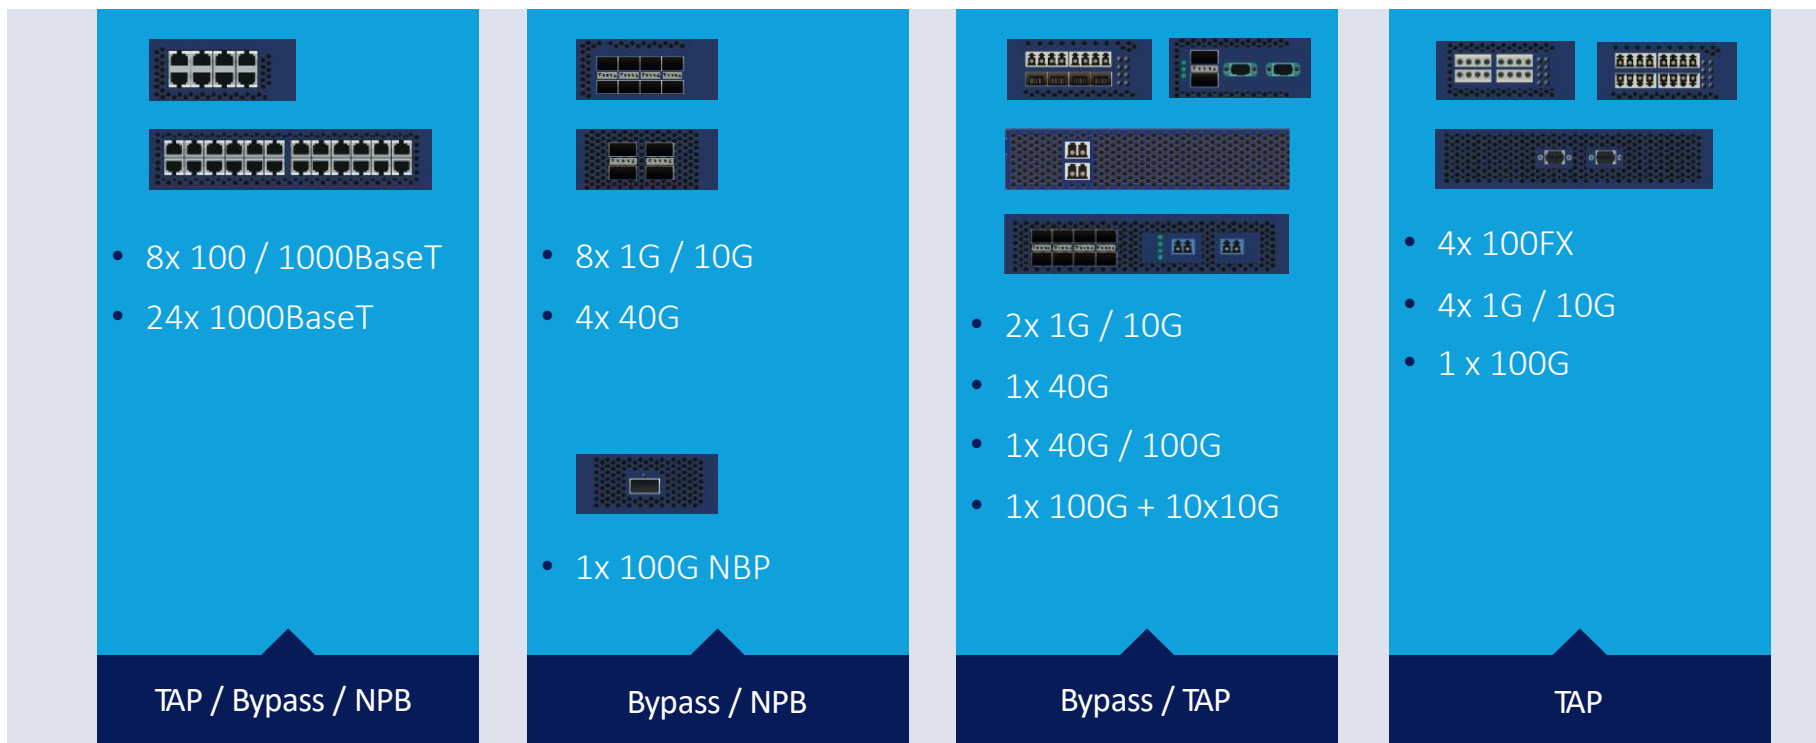 8x 100 / 1000BaseT
24x 1000BaseT
TAP / Bypass / NPB
8x 1G / 10G
4x 40G
1x 100G NBP
Bypass / NPB
2x 1G / 10G
1x 40G
1x 40G / 100G
1x 100G + 10x10G
Bypass / TAP
4x 100FX
4x 1G / 10G
1 x 100G
TAP